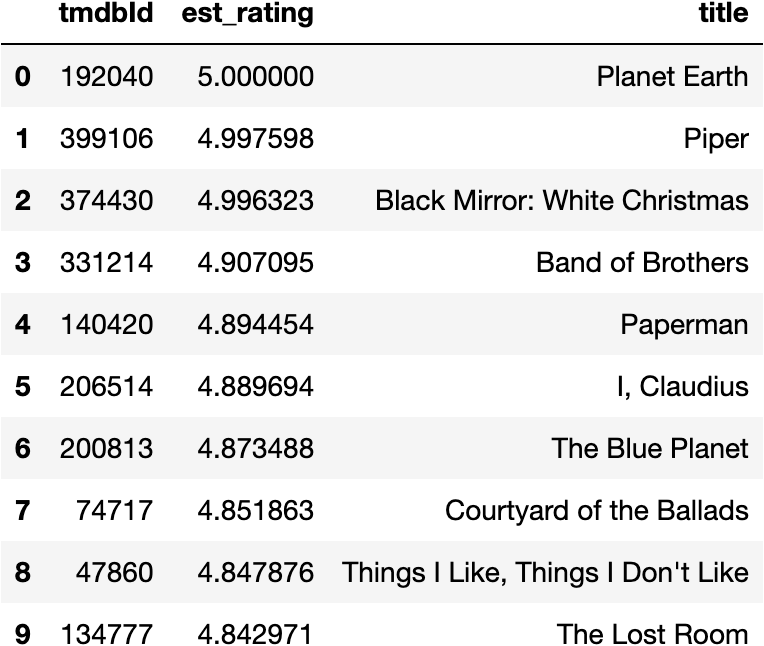 tmdbId est_rating title
0 192040 5.000000 Planet Earth
1 399106 4.997598 Piper
2 374430 4.996323 Black Mirror: White Christmas
3 331214 4.907095 Band of Brothers
4 140420 4.894454 Paperman
5 206514 4.889694 I, Claudius
6 200813 4.873488 The Blue Planet
7 74717 4.851863 Courtyard of the Ballads
8 47860 4.847876 Things I Like, Things I Don't Like
9 134777 4.842971 The Lost Room